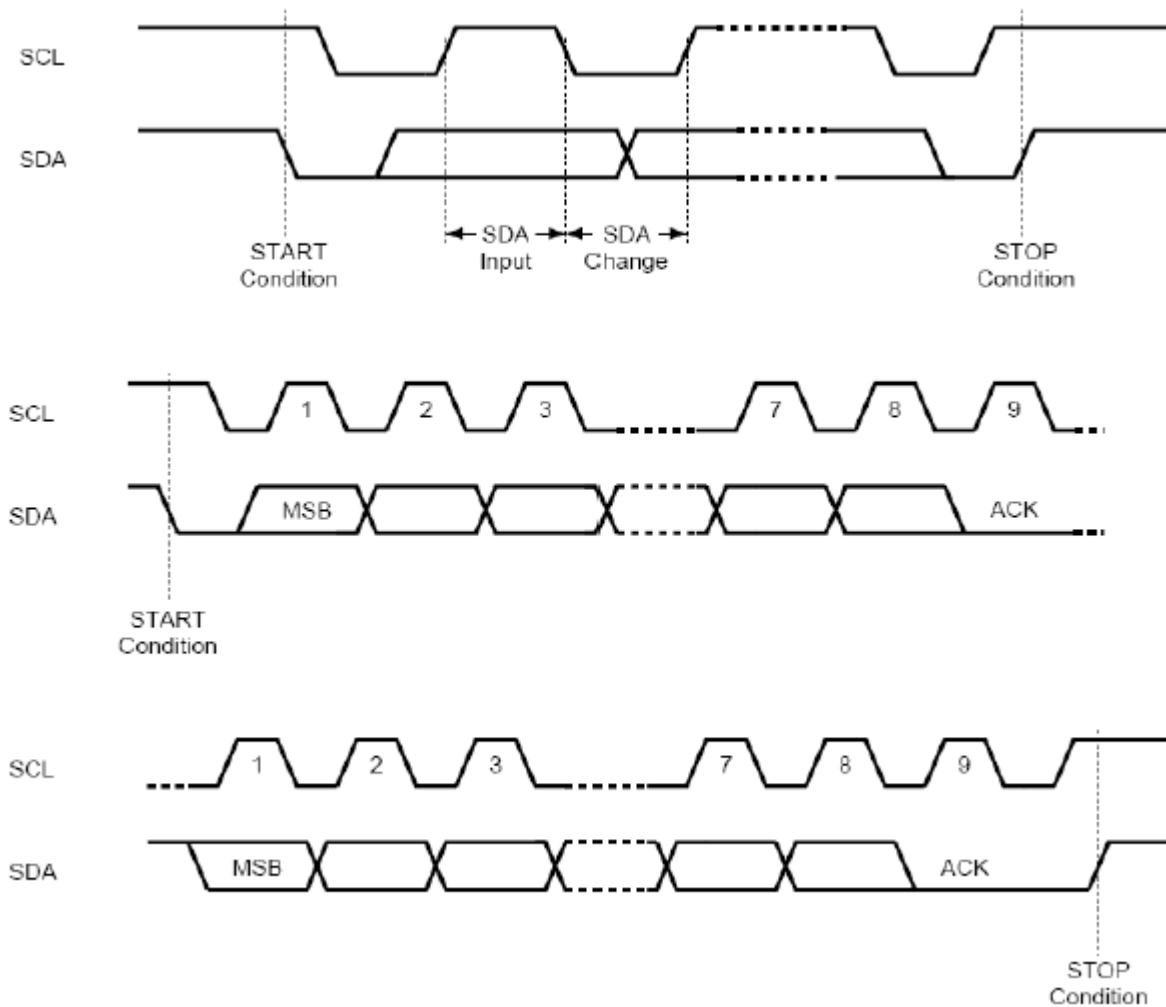 SCL
SDA
SDA
Input
SDA
Change
START
Condition
STOP
Condition
SCL
1 2 3 7 8 9
SDA
MSB ACK
START
Condition
SCL
1 2 3 7 8 9
SDA
MSB ACK
STOP
Condition